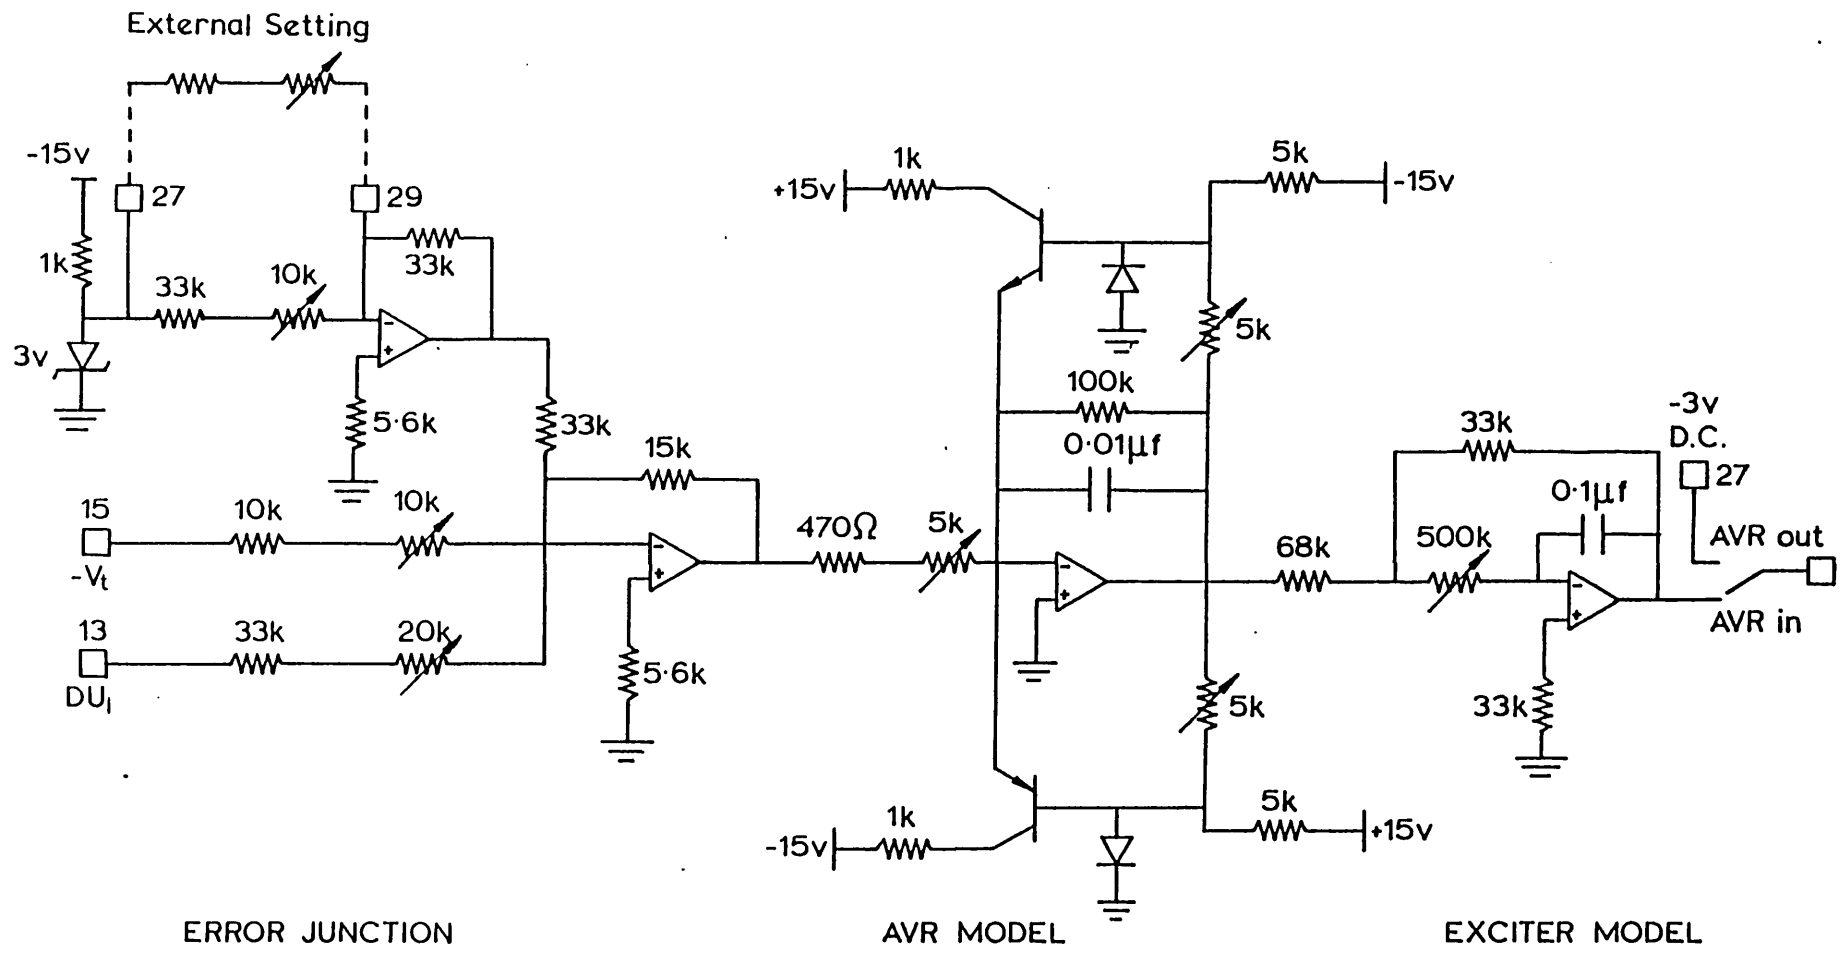 External Setting
-15v
27
29
1k
33k
10k
33k
3v
5.6k
33k
15k
15
10k
10k
-Vt
13
33k
20k
DU1
5.6k
470Ω
5k
+15v
1k
5k
-15v
5k
100k
0.01μf
5k
-15v
1k
5k
+15v
68k
33k
500k
0.1μf
33k
-3v
D.C.
27
AVR out
AVR in
ERROR JUNCTION
AVR MODEL
EXCITER MODEL